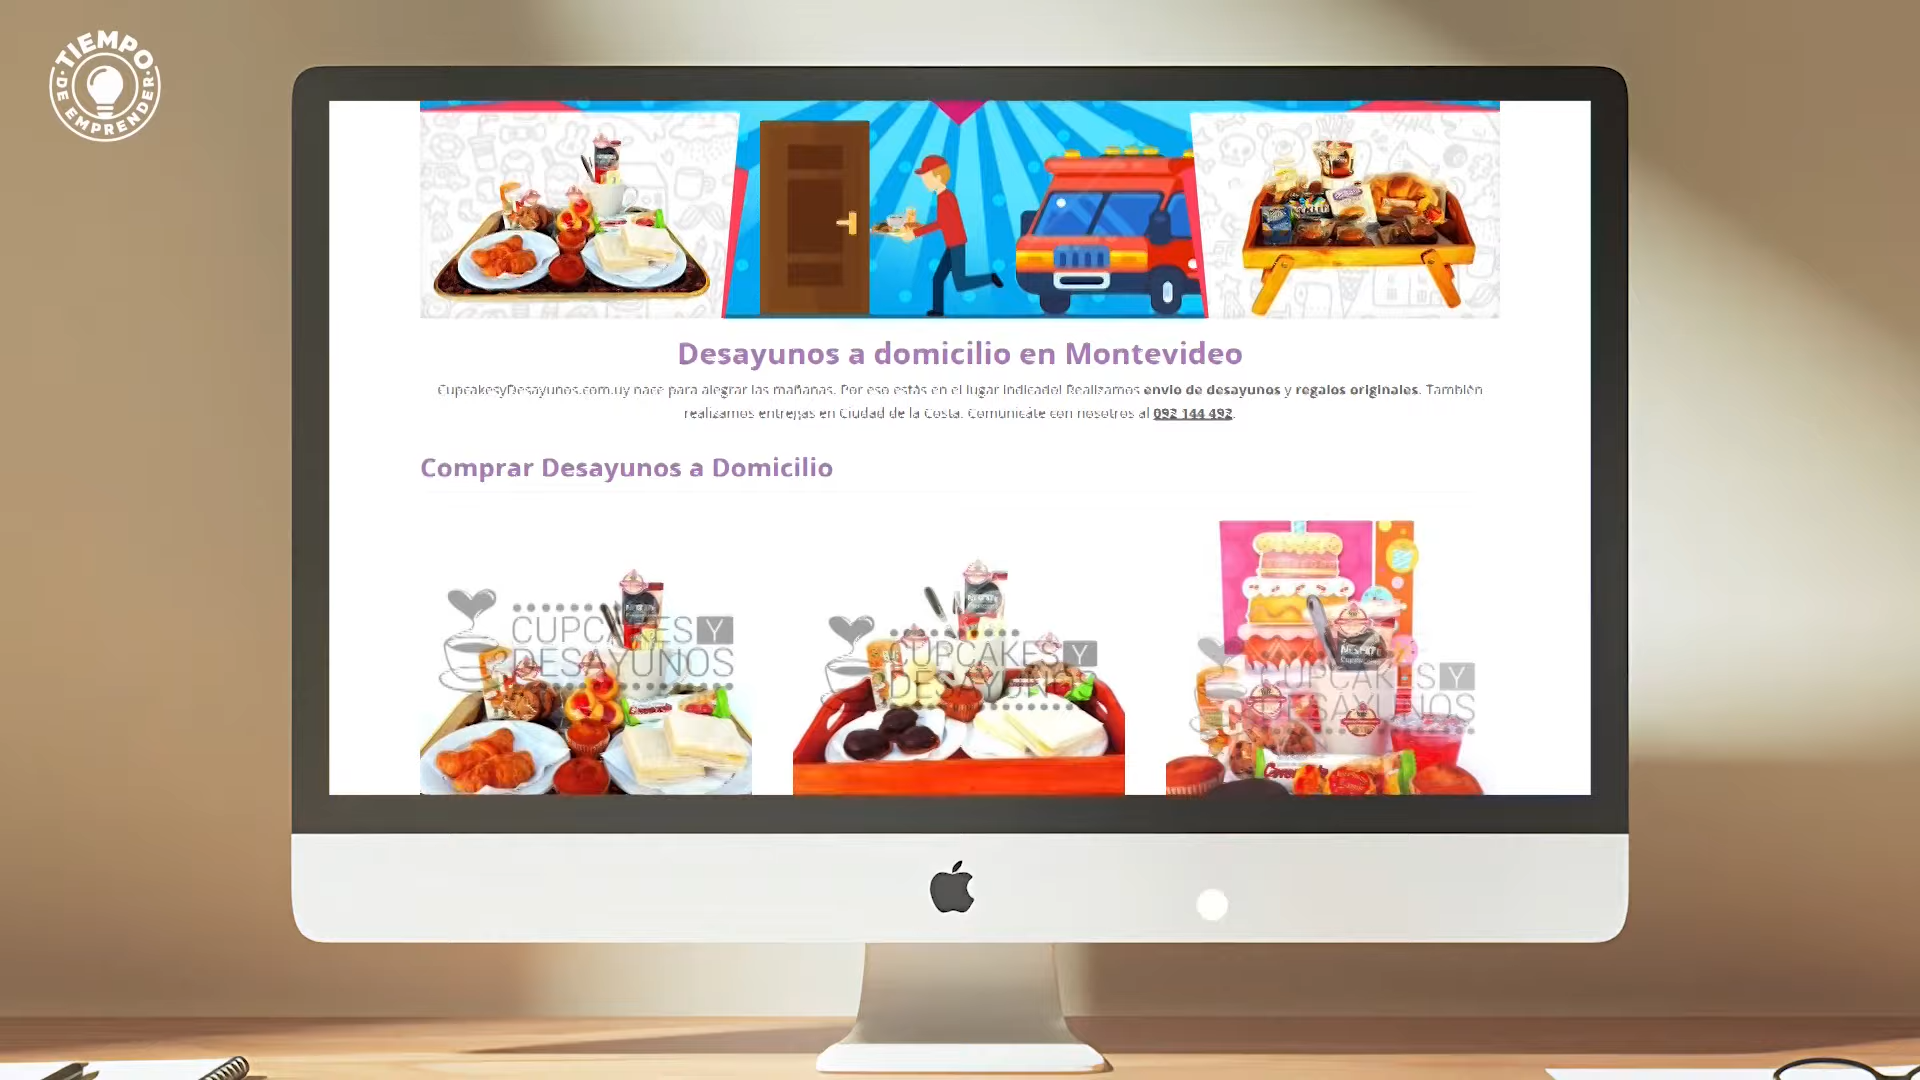 TIEMPO
DE EMPRENDER
Desayunos a domicilio en Montevideo
CupcakesyDesayunos.com.uy nace para alegrar las mañanas. Por eso estás en el lugar indicado! Realizamos envío de desayunos y regalos originales. También
realizamos entregas en Ciudad de la Costa. Comunicáte con nosotros al 092 144 492.
Comprar Desayunos a Domicilio
CUPCAKES Y
DESAYUNOS
CUPCAKES Y
DESAYUNOS
CUPCAKES Y
DESAYUNOS